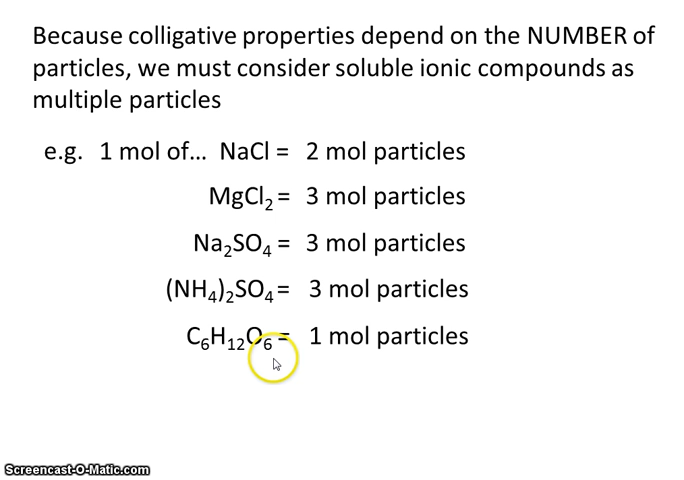 Because colligative properties depend on the NUMBER of
particles, we must consider soluble ionic compounds as
multiple particles
e.g. 1 mol of... NaCl = 2 mol particles
MgCl₂ = 3 mol particles
Na₂SO₄ = 3 mol particles
(NH₄)₂SO₄ = 3 mol particles
C₆H₁₂O₆ = 1 mol particles
Screencast-O-Matic.com